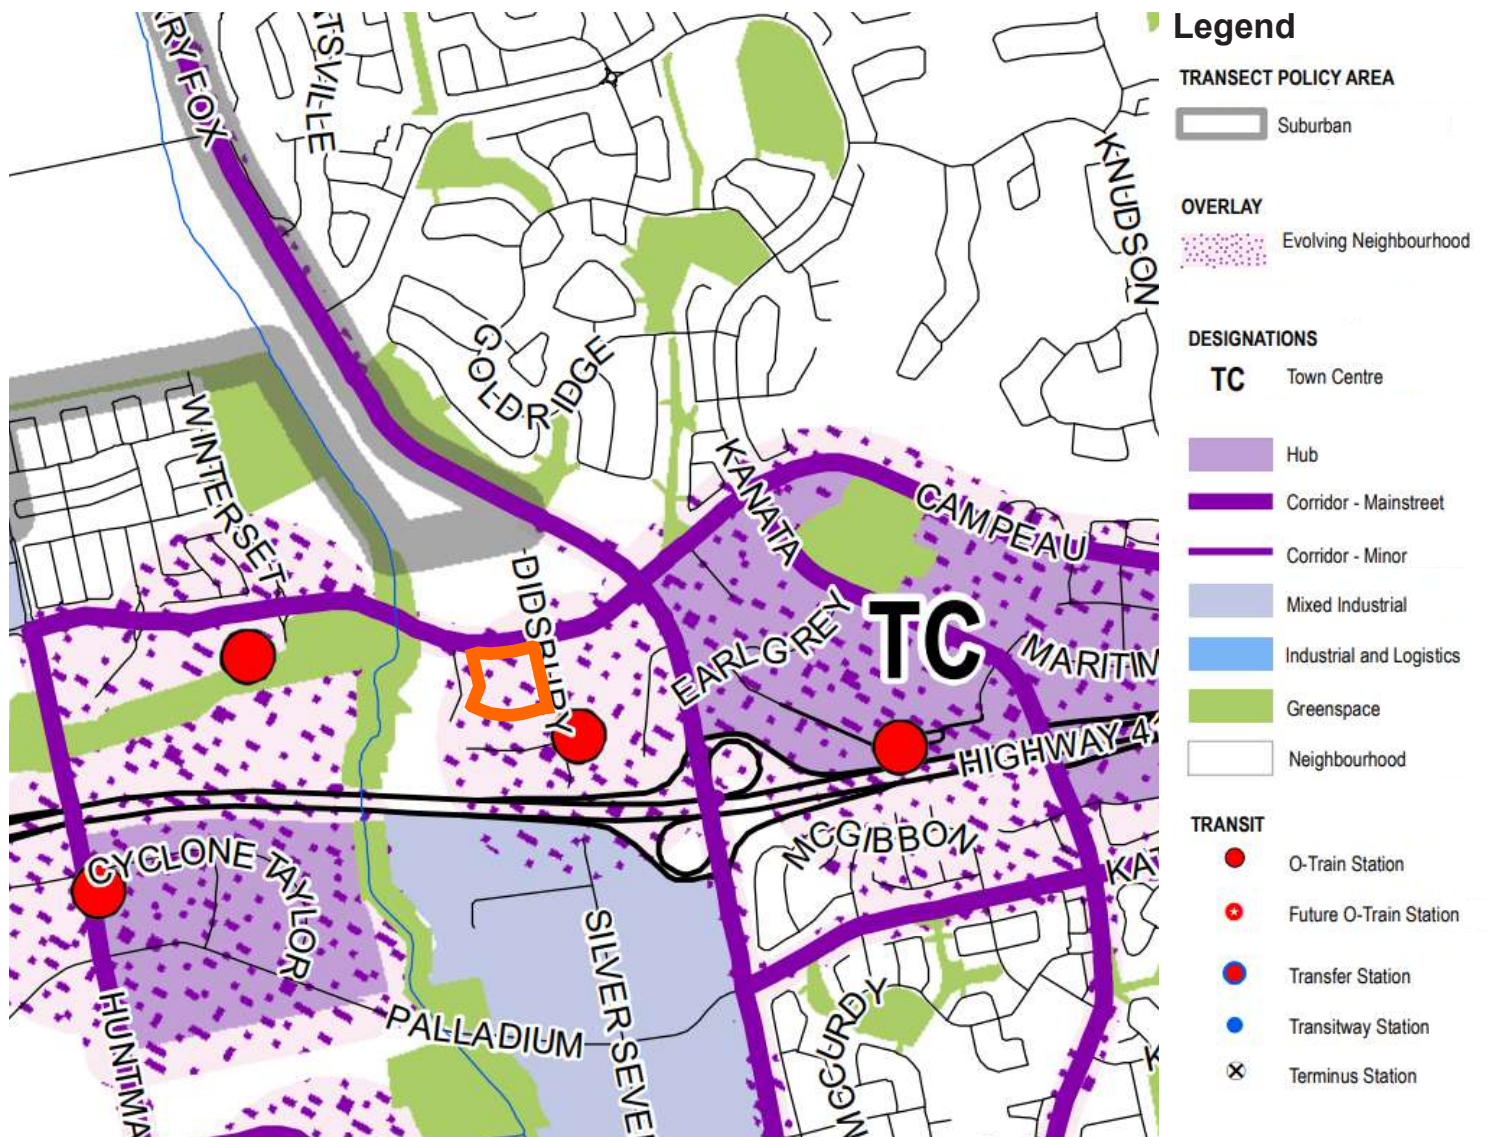 Legend
TRANSECT POLICY AREA
Suburban
OVERLAY
Evolving Neighbourhood
DESIGNATIONS
TC Town Centre
Hub
Corridor - Mainstreet
Corridor - Minor
Mixed Industrial
Industrial and Logistics
Greenspace
Neighbourhood
TRANSIT
O-Train Station
Future O-Train Station
Transfer Station
Transitway Station
Terminus Station
RY FOX
ATSVILLE
KNUDSON
GOLDRIDGE
WINTERSET
KANATA
CAMPEAU
DIDSBURY
EARL GREY
TC
MARITIM
HIGHWAY 41
MCGIBBON
CYCLONE TAYLOR
KAT
SILVER SEVE
HUNTMA
PALLADIUM
MCCURDY
K